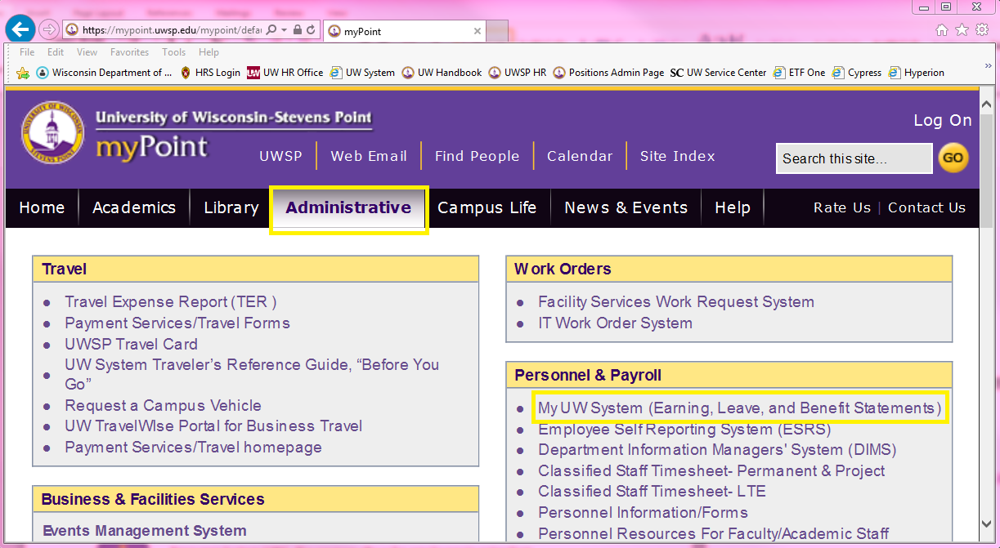 https://mypoint.uwsp.edu/mypoint/defau
myPoint
File Edit View Favorites Tools Help
Wisconsin Department of ... HRS Login UW HR Office UW System UW Handbook UWSP HR Positions Admin Page SC UW Service Center ETF One Cypress Hyperion
University of Wisconsin-Stevens Point
myPoint
Log On
UWSP Web Email Find People Calendar Site Index
Search this site... GO
Home Academics Library Administrative Campus Life News & Events Help Rate Us | Contact Us
Travel
Travel Expense Report (TER )
Payment Services/Travel Forms
UWSP Travel Card
UW System Traveler’s Reference Guide, “Before You
Go”
Request a Campus Vehicle
UW TravelWIse Portal for Business Travel
Payment Services/Travel homepage
Business & Facilities Services
Events Management System
Work Orders
Facility Services Work Request System
IT Work Order System
Personnel & Payroll
My UW System (Earning, Leave, and Benefit Statements)
Employee Self Reporting System (ESRS)
Department Information Managers' System (DIMS)
Classified Staff Timesheet- Permanent & Project
Classified Staff Timesheet- LTE
Personnel Information/Forms
Personnel Resources For Faculty/Academic Staff